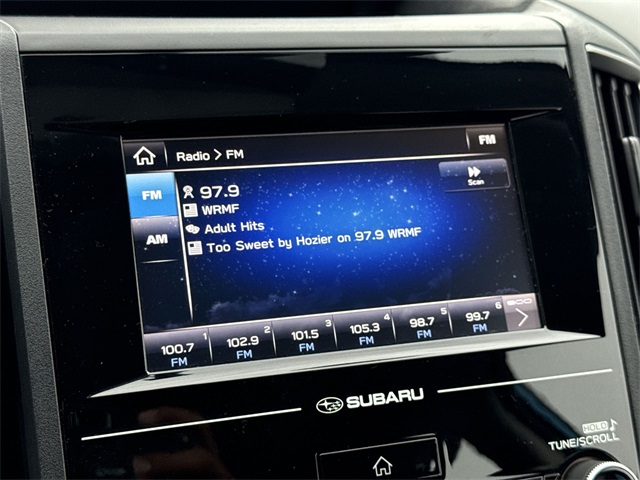 Radio > FM
FM
FM
97.9
Scan
WRMF
AM
Adult Hits
Too Sweet by Hozier on 97.9 WRMF
1 2 3 4 5 6
100.7 102.9 101.5 105.3 98.7 99.7
FM FM FM FM FM FM
SUBARU
HOLD
TUNE/SCROLL